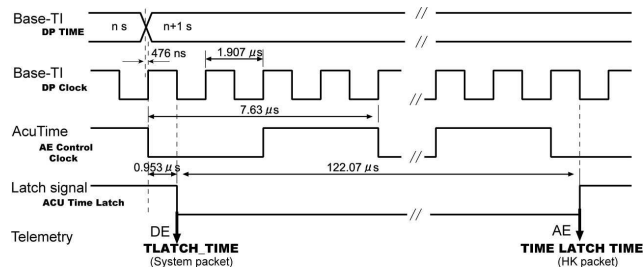 Base-TI
DP TIME
n s
n+1 s
476 ns
1.907 μs
Base-TI
DP Clock
7.63 μs
AcuTime
AE Control
Clock
0.953 μs
122.07 μs
Latch signal
ACU Time Latch
Telemetry
DE
AE
TLATCH_TIME
(System packet)
TIME LATCH TIME
(HK packet)